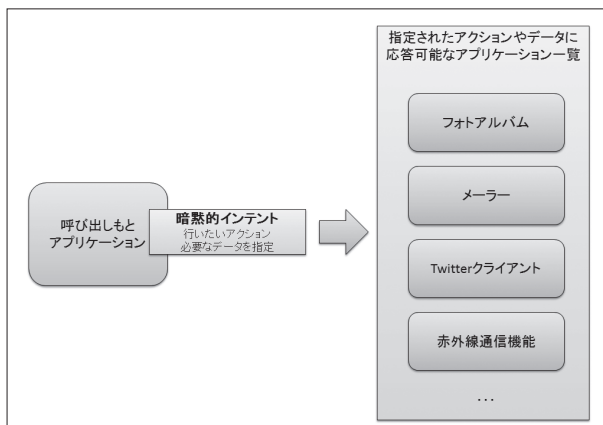 指定されたアクションやデータに
応答可能なアプリケーション一覧
フォトアルバム
メーラー
Twitterクライアント
赤外線通信機能
...
呼び出しもと
アプリケーション
暗黙的インテント
行いたいアクション
必要なデータを指定